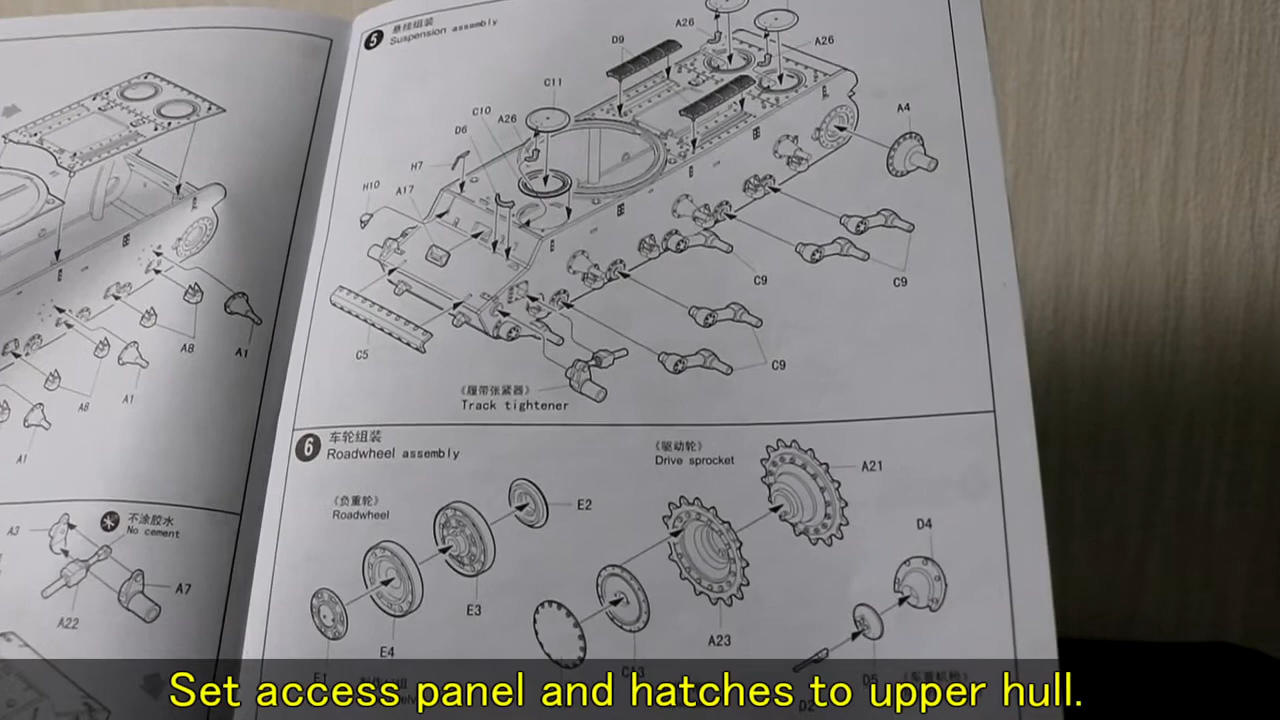 5 悬挂组装
Suspension assembly
A26
A26
D9
C11
C10
A26
D6
H7
A17
H10
A4
C9
C9
C9
C5
《履带张紧器》
Track tightener
A8
A1
A8
A1
A1
不涂胶水
No cement
A3
A7
A22
6 车轮组装
Roadwheel assembly
《负重轮》
Roadwheel
E2
E3
E4
E1
《驱动轮》
Drive sprocket
A21
A23
C13
D4
D5
D2
Set access panel and hatches to upper hull.